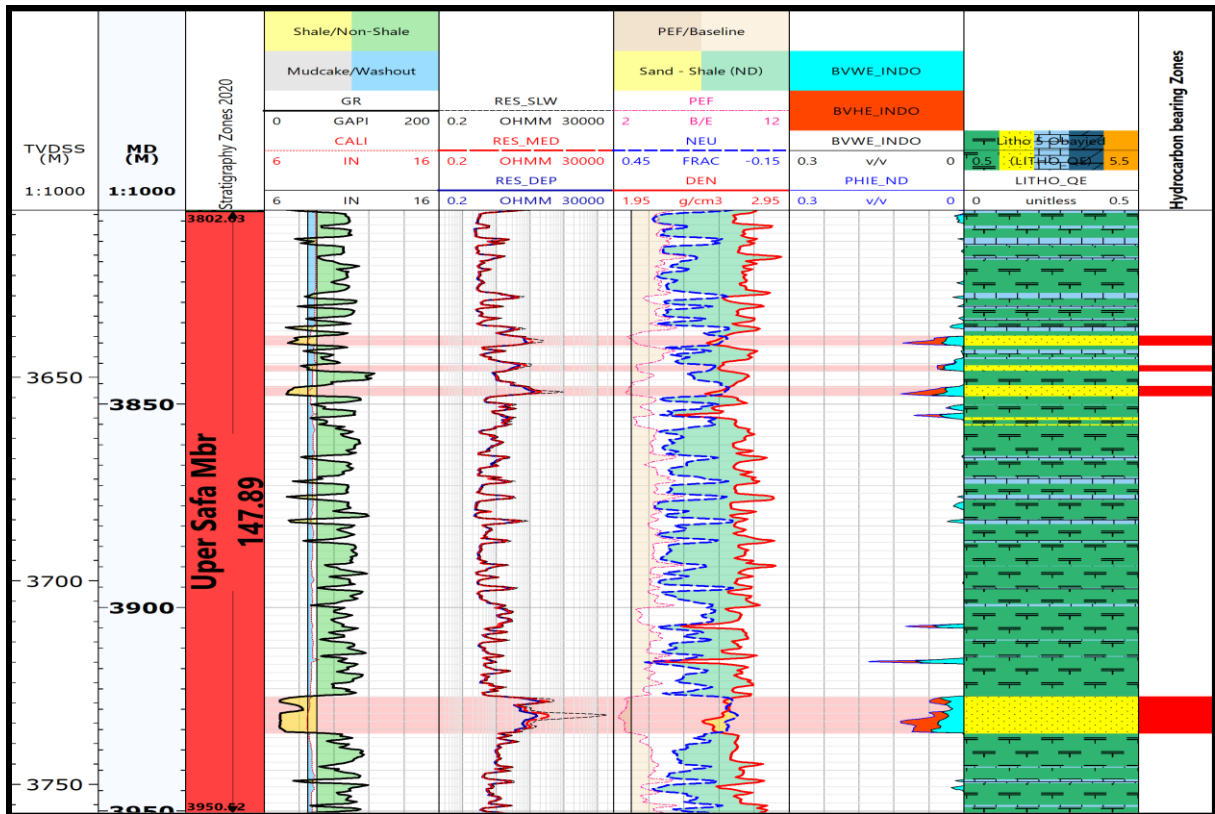 TVDSS
(M)
1:1000
MD
(M)
1:1000
Stratigraphy Zones 2020
Shale/Non-Shale
Mudcake/Washout
GR
0 GAPI 200
CALI
6 IN 16
6 IN 16
RES_SLW
0.2 OHMM 30000
RES_MED
0.2 OHMM 30000
RES_DEP
0.2 OHMM 30000
PEF/Baseline
Sand - Shale (ND)
PEF
2 B/E 12
NEU
0.45 FRAC -0.15
DEN
1.95 g/cm3 2.95
BVWE_INDO
BVHE_INDO
BVWE_INDO
0.3 v/v 0
PHIE_ND
0.3 v/v 0
Litho 5 Obayied
0.5 (LITHO_QE) 5.5
LITHO_QE
0 unitless 0.5
Hydrocarbon bearing Zones
3802.63
3650
3850
Uper Safa Mbr
147.89
3700
3900
3750
3950
3950.52